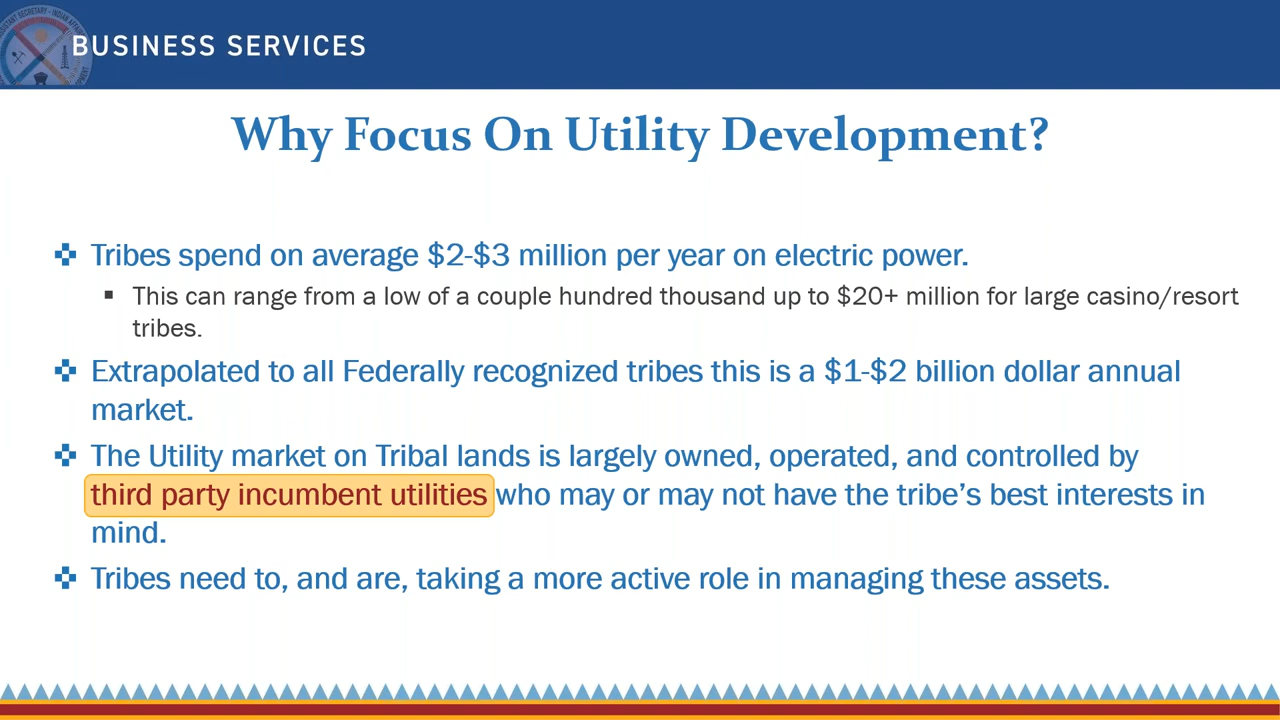 ASSISTANT SECRETARY - INDIAN AFFAIRS
BUSINESS SERVICES
Why Focus On Utility Development?
Tribes spend on average $2-$3 million per year on electric power.
This can range from a low of a couple hundred thousand up to $20+ million for large casino/resort
tribes.
Extrapolated to all Federally recognized tribes this is a $1-$2 billion dollar annual
market.
The Utility market on Tribal lands is largely owned, operated, and controlled by
third party incumbent utilities who may or may not have the tribe’s best interests in
mind.
Tribes need to, and are, taking a more active role in managing these assets.